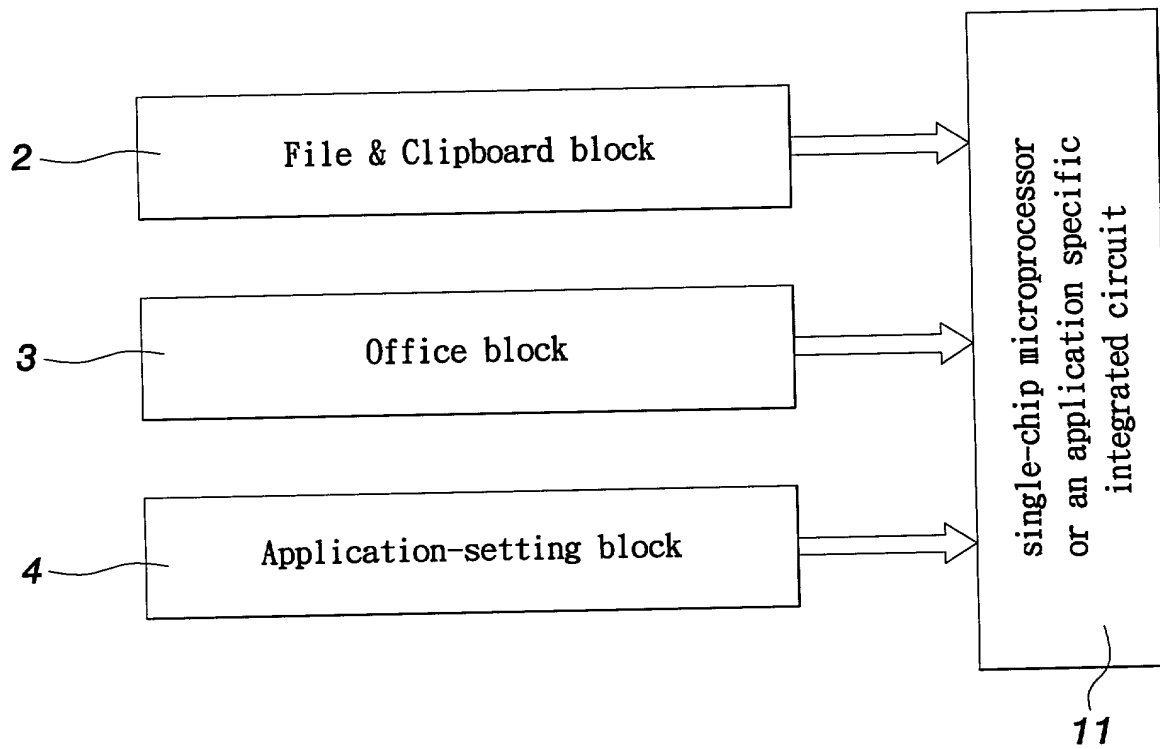 2
File & Clipboard block
3
Office block
4
Application-setting block
single-chip microprocessor
or an application specific
integrated circuit
11